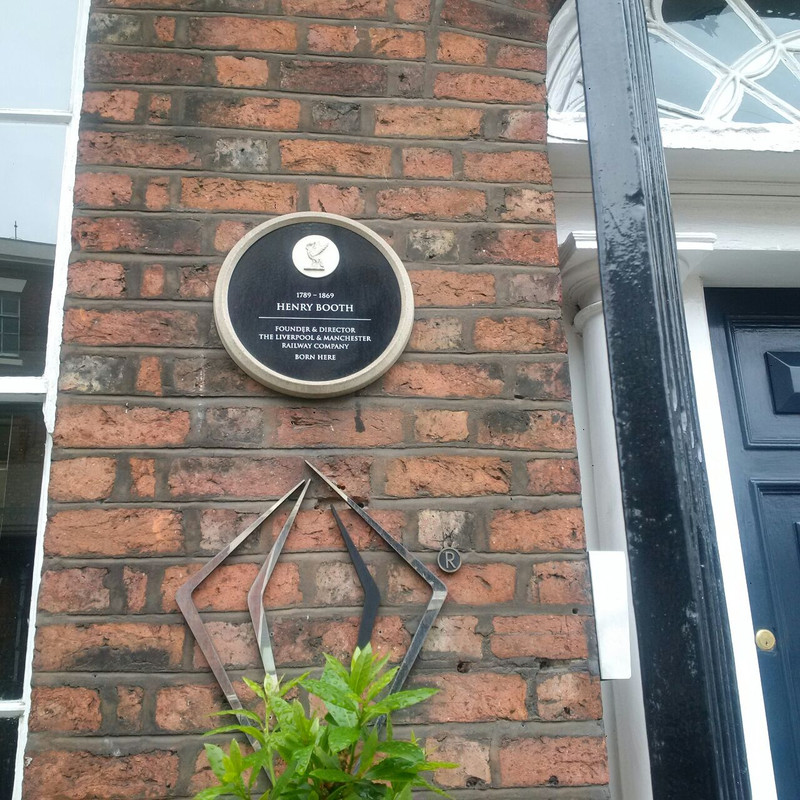 1789 – 1869
HENRY BOOTH
FOUNDER & DIRECTOR
THE LIVERPOOL & MANCHESTER
RAILWAY COMPANY
BORN HERE
®